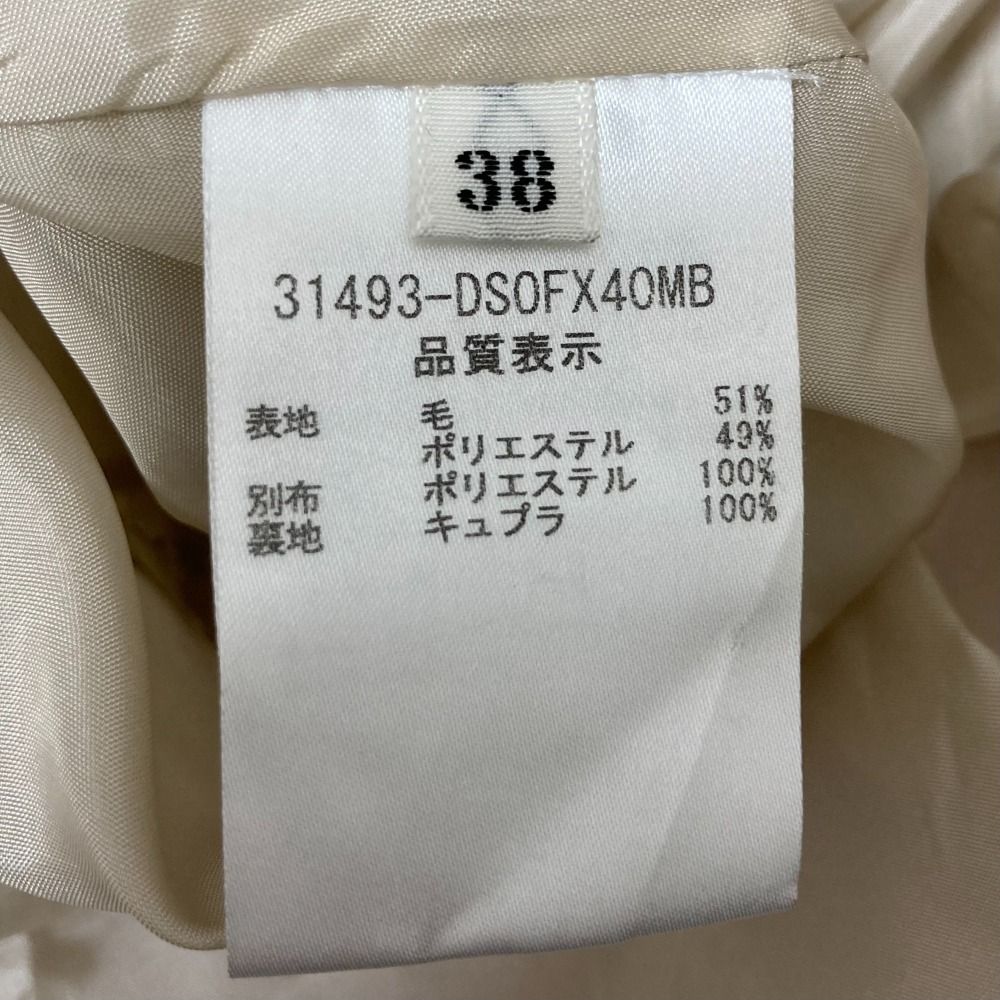 38
31493-DS0FX40MB
品質表示
表地 毛 51%
ポリエステル 49%
別布 ポリエステル 100%
裏地 キュプラ 100%